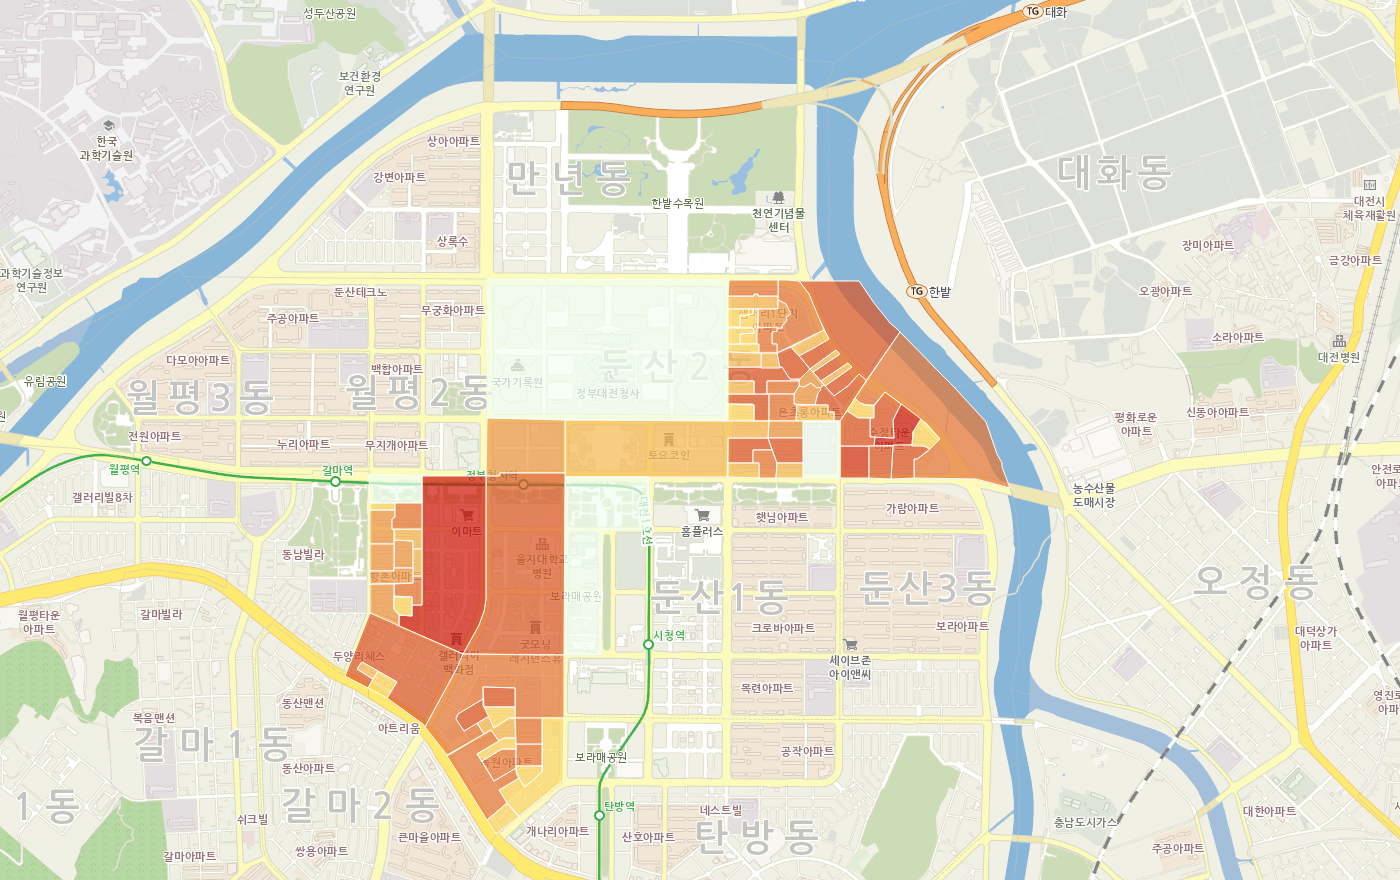 성두산공원
TG 대화
보건환경
연구원
한국
과학기술원
상아아파트
강변아파트
만년동
대화동
한밭수목원
천연기념물
센터
대전시
체육재활원
상록수
장미아파트
금강아파트
과학기술정보
연구원
둔산테크노
TG 한밭
오광아파트
무궁화아파트
주공아파트
소라아파트
대전병원
다모아아파트
백합아파트
둔산2동
국가기록원
정부대전청사
유림공원
월평3동
월평2동
은초롱아파트
평화로운
아파트
신동아아파트
전원아파트
누리아파트
무지개아파트
토요코인
아파트
월평역
갈마역
갤러리빌8차
농수산물
도매시장
이마트
홈플러스
햇님아파트
가람아파트
동남빌라
을지대학교
병원
향촌아파트
보라매공원
둔산1동
둔산3동
오정동
월평타운
아파트
갈마빌라
크로바아파트
보라아파트
시청역
대덕상가
아파트
굿모닝
레지던스휴
두양리체스
갤러리아
백화점
세이브존
아이앤씨
목련아파트
동산맨션
복음맨션
아트리움
갈마1동
보라매공원
공작아파트
동산아파트
1동
갈마2동
탄방역
쉬크빌
네스트빌
개나리아파트
산호아파트
탄방동
충남도시가스
대한아파트
큰마을아파트
갈마아파트
쌍용아파트
주공아파트